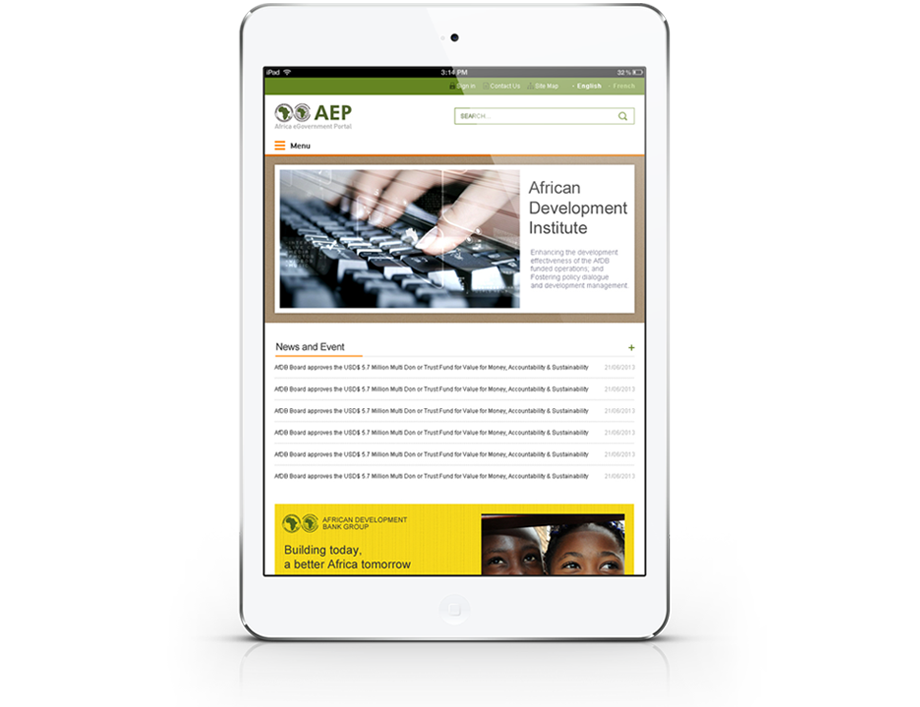 iPad 3:14 PM 32%
Sign in Contact Us Site Map English French
AEP
Africa eGovernment Portal
SEARCH...
Menu
African
Development
Institute
Enhancing the development
effectiveness of the AfDB
funded operations; and
Fostering policy dialogue
and development management.
News and Event +
AfDB Board approves the USD$ 5.7 Million Multi Don or Trust Fund for Value for Money, Accountability & Sustainability 21/06/2013
AfDB Board approves the USD$ 5.7 Million Multi Don or Trust Fund for Value for Money, Accountability & Sustainability 21/06/2013
AfDB Board approves the USD$ 5.7 Million Multi Don or Trust Fund for Value for Money, Accountability & Sustainability 21/06/2013
AfDB Board approves the USD$ 5.7 Million Multi Don or Trust Fund for Value for Money, Accountability & Sustainability 21/06/2013
AfDB Board approves the USD$ 5.7 Million Multi Don or Trust Fund for Value for Money, Accountability & Sustainability 21/06/2013
AfDB Board approves the USD$ 5.7 Million Multi Don or Trust Fund for Value for Money, Accountability & Sustainability 21/06/2013
AFRICAN DEVELOPMENT
BANK GROUP
Building today,
a better Africa tomorrow